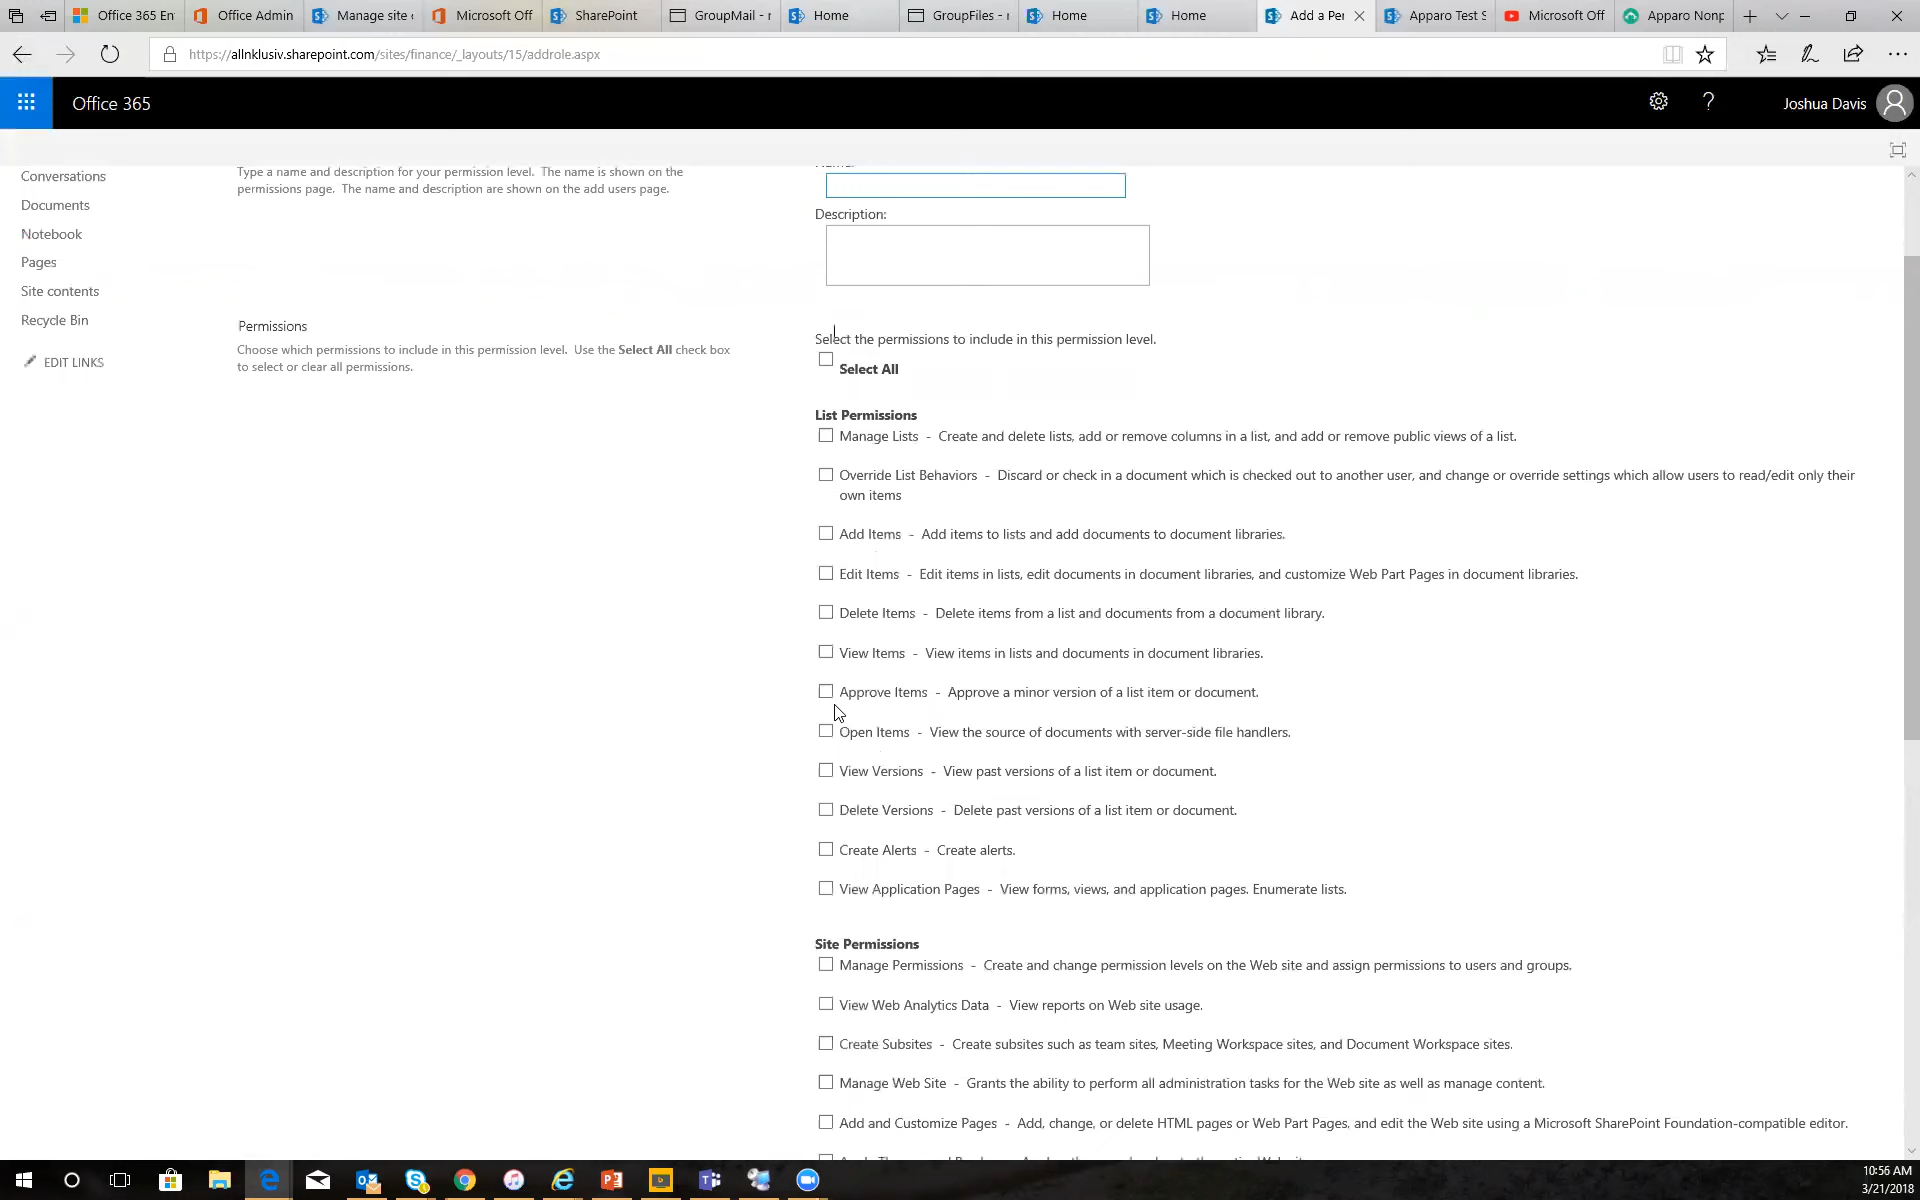 Office 365 En
Office Admin
Manage site
Microsoft Off
SharePoint
GroupMail -
Home
GroupFiles -
Home
Home
Add a Per
Apparo Test S
Microsoft Off
Apparo Nonp
https://allnklusiv.sharepoint.com/sites/finance/_layouts/15/addrole.aspx
Office 365
?
Joshua Davis
Conversations
Documents
Notebook
Pages
Site contents
Recycle Bin
EDIT LINKS
Type a name and description for your permission level. The name is shown on the
permissions page. The name and description are shown on the add users page.
Description:
Permissions
Choose which permissions to include in this permission level. Use the Select All check box
to select or clear all permissions.
Select the permissions to include in this permission level.
Select All
List Permissions
Manage Lists - Create and delete lists, add or remove columns in a list, and add or remove public views of a list.
Override List Behaviors - Discard or check in a document which is checked out to another user, and change or override settings which allow users to read/edit only their
own items
Add Items - Add items to lists and add documents to document libraries.
Edit Items - Edit items in lists, edit documents in document libraries, and customize Web Part Pages in document libraries.
Delete Items - Delete items from a list and documents from a document library.
View Items - View items in lists and documents in document libraries.
Approve Items - Approve a minor version of a list item or document.
Open Items - View the source of documents with server-side file handlers.
View Versions - View past versions of a list item or document.
Delete Versions - Delete past versions of a list item or document.
Create Alerts - Create alerts.
View Application Pages - View forms, views, and application pages. Enumerate lists.
Site Permissions
Manage Permissions - Create and change permission levels on the Web site and assign permissions to users and groups.
View Web Analytics Data - View reports on Web site usage.
Create Subsites - Create subsites such as team sites, Meeting Workspace sites, and Document Workspace sites.
Manage Web Site - Grants the ability to perform all administration tasks for the Web site as well as manage content.
Add and Customize Pages - Add, change, or delete HTML pages or Web Part Pages, and edit the Web site using a Microsoft SharePoint Foundation-compatible editor.
10:56 AM
3/21/2018